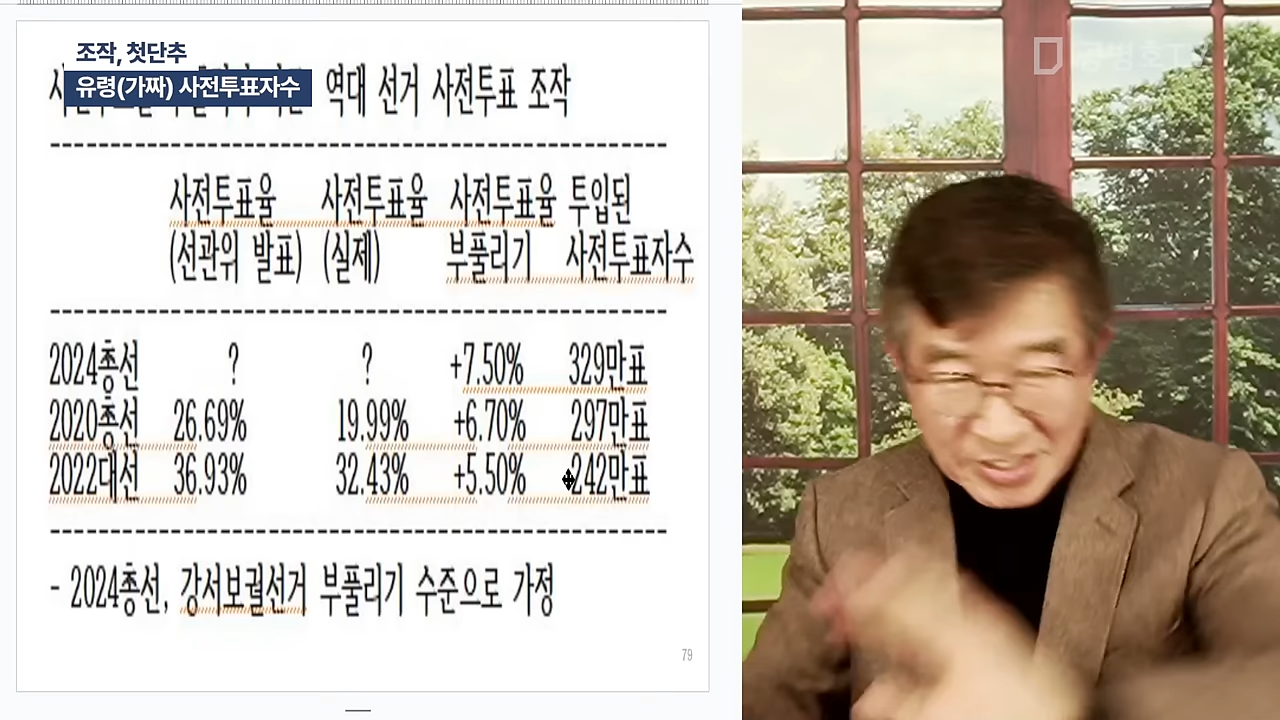 조작, 첫단추
유령(가짜) 사전투표자수
역대 선거 사전투표 조작
사전투표율 사전투표율 사전투표율 투입된
(선관위 발표) (실제) 부풀리기 사전투표자수
2024총선 ? ? +7.50% 329만표
2020총선 26.69% 19.99% +6.70% 297만표
2022대선 36.93% 32.43% +5.50% 242만표
- 2024총선, 강서보궐선거 부풀리기 수준으로 가정
79